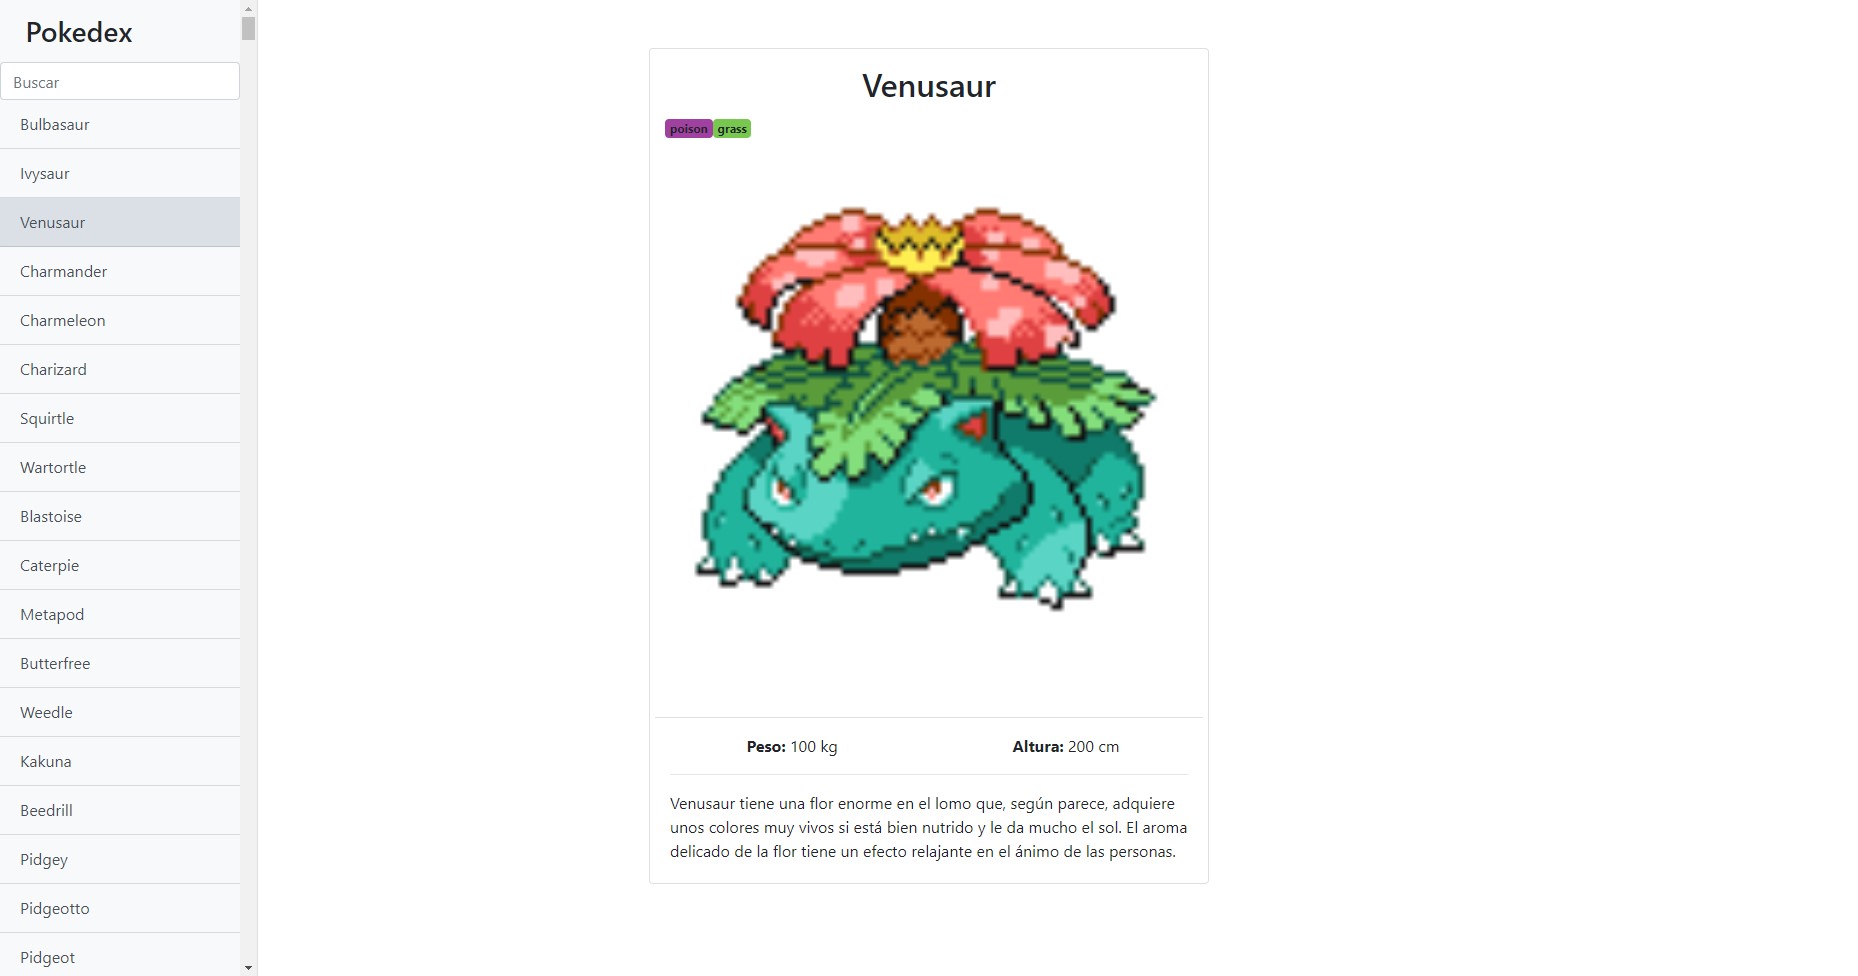 Pokedex
Buscar
Bulbasaur
Ivysaur
Venusaur
Charmander
Charmeleon
Charizard
Squirtle
Wartortle
Blastoise
Caterpie
Metapod
Butterfree
Weedle
Kakuna
Beedrill
Pidgey
Pidgeotto
Pidgeot
Venusaur
poison grass
Peso: 100 kg Altura: 200 cm
Venusaur tiene una flor enorme en el lomo que, según parece, adquiere
unos colores muy vivos si está bien nutrido y le da mucho el sol. El aroma
delicado de la flor tiene un efecto relajante en el ánimo de las personas.